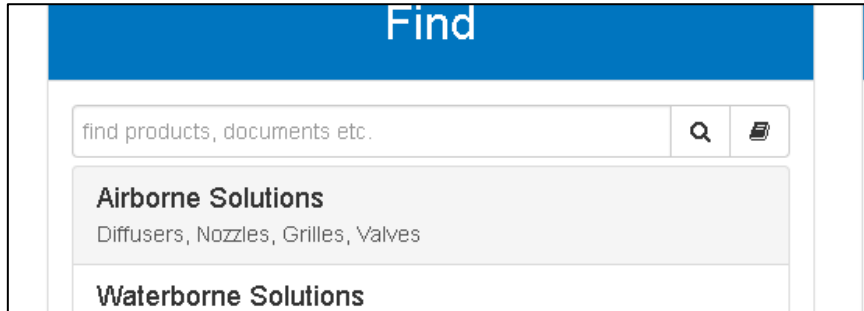 Find
find products, documents etc.
Airborne Solutions
Diffusers, Nozzles, Grilles, Valves
Waterborne Solutions